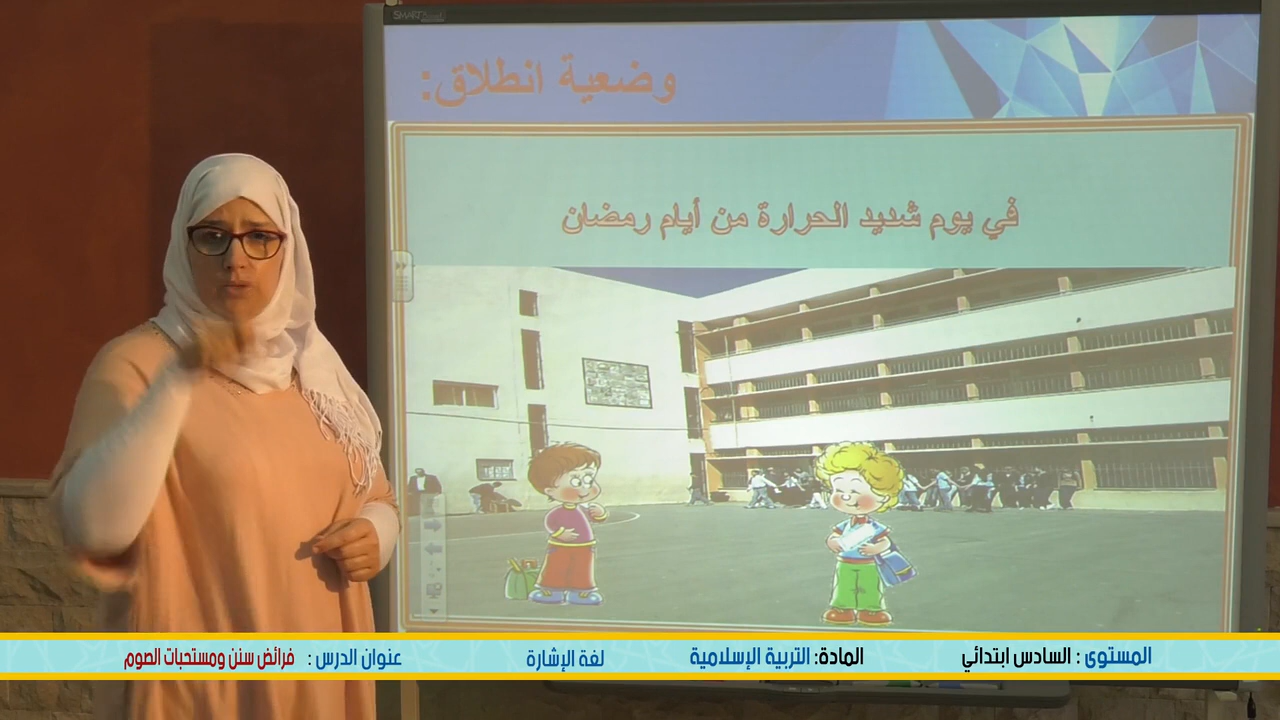 SMART
وضعية انطلاق:
في يوم شديد الحرارة من أيام رمضان
المستوى : السادس ابتدائي المادة: التربية الإسلامية لغة الإشارة عنوان الدرس : فرائض سنن ومستحبات الصوم